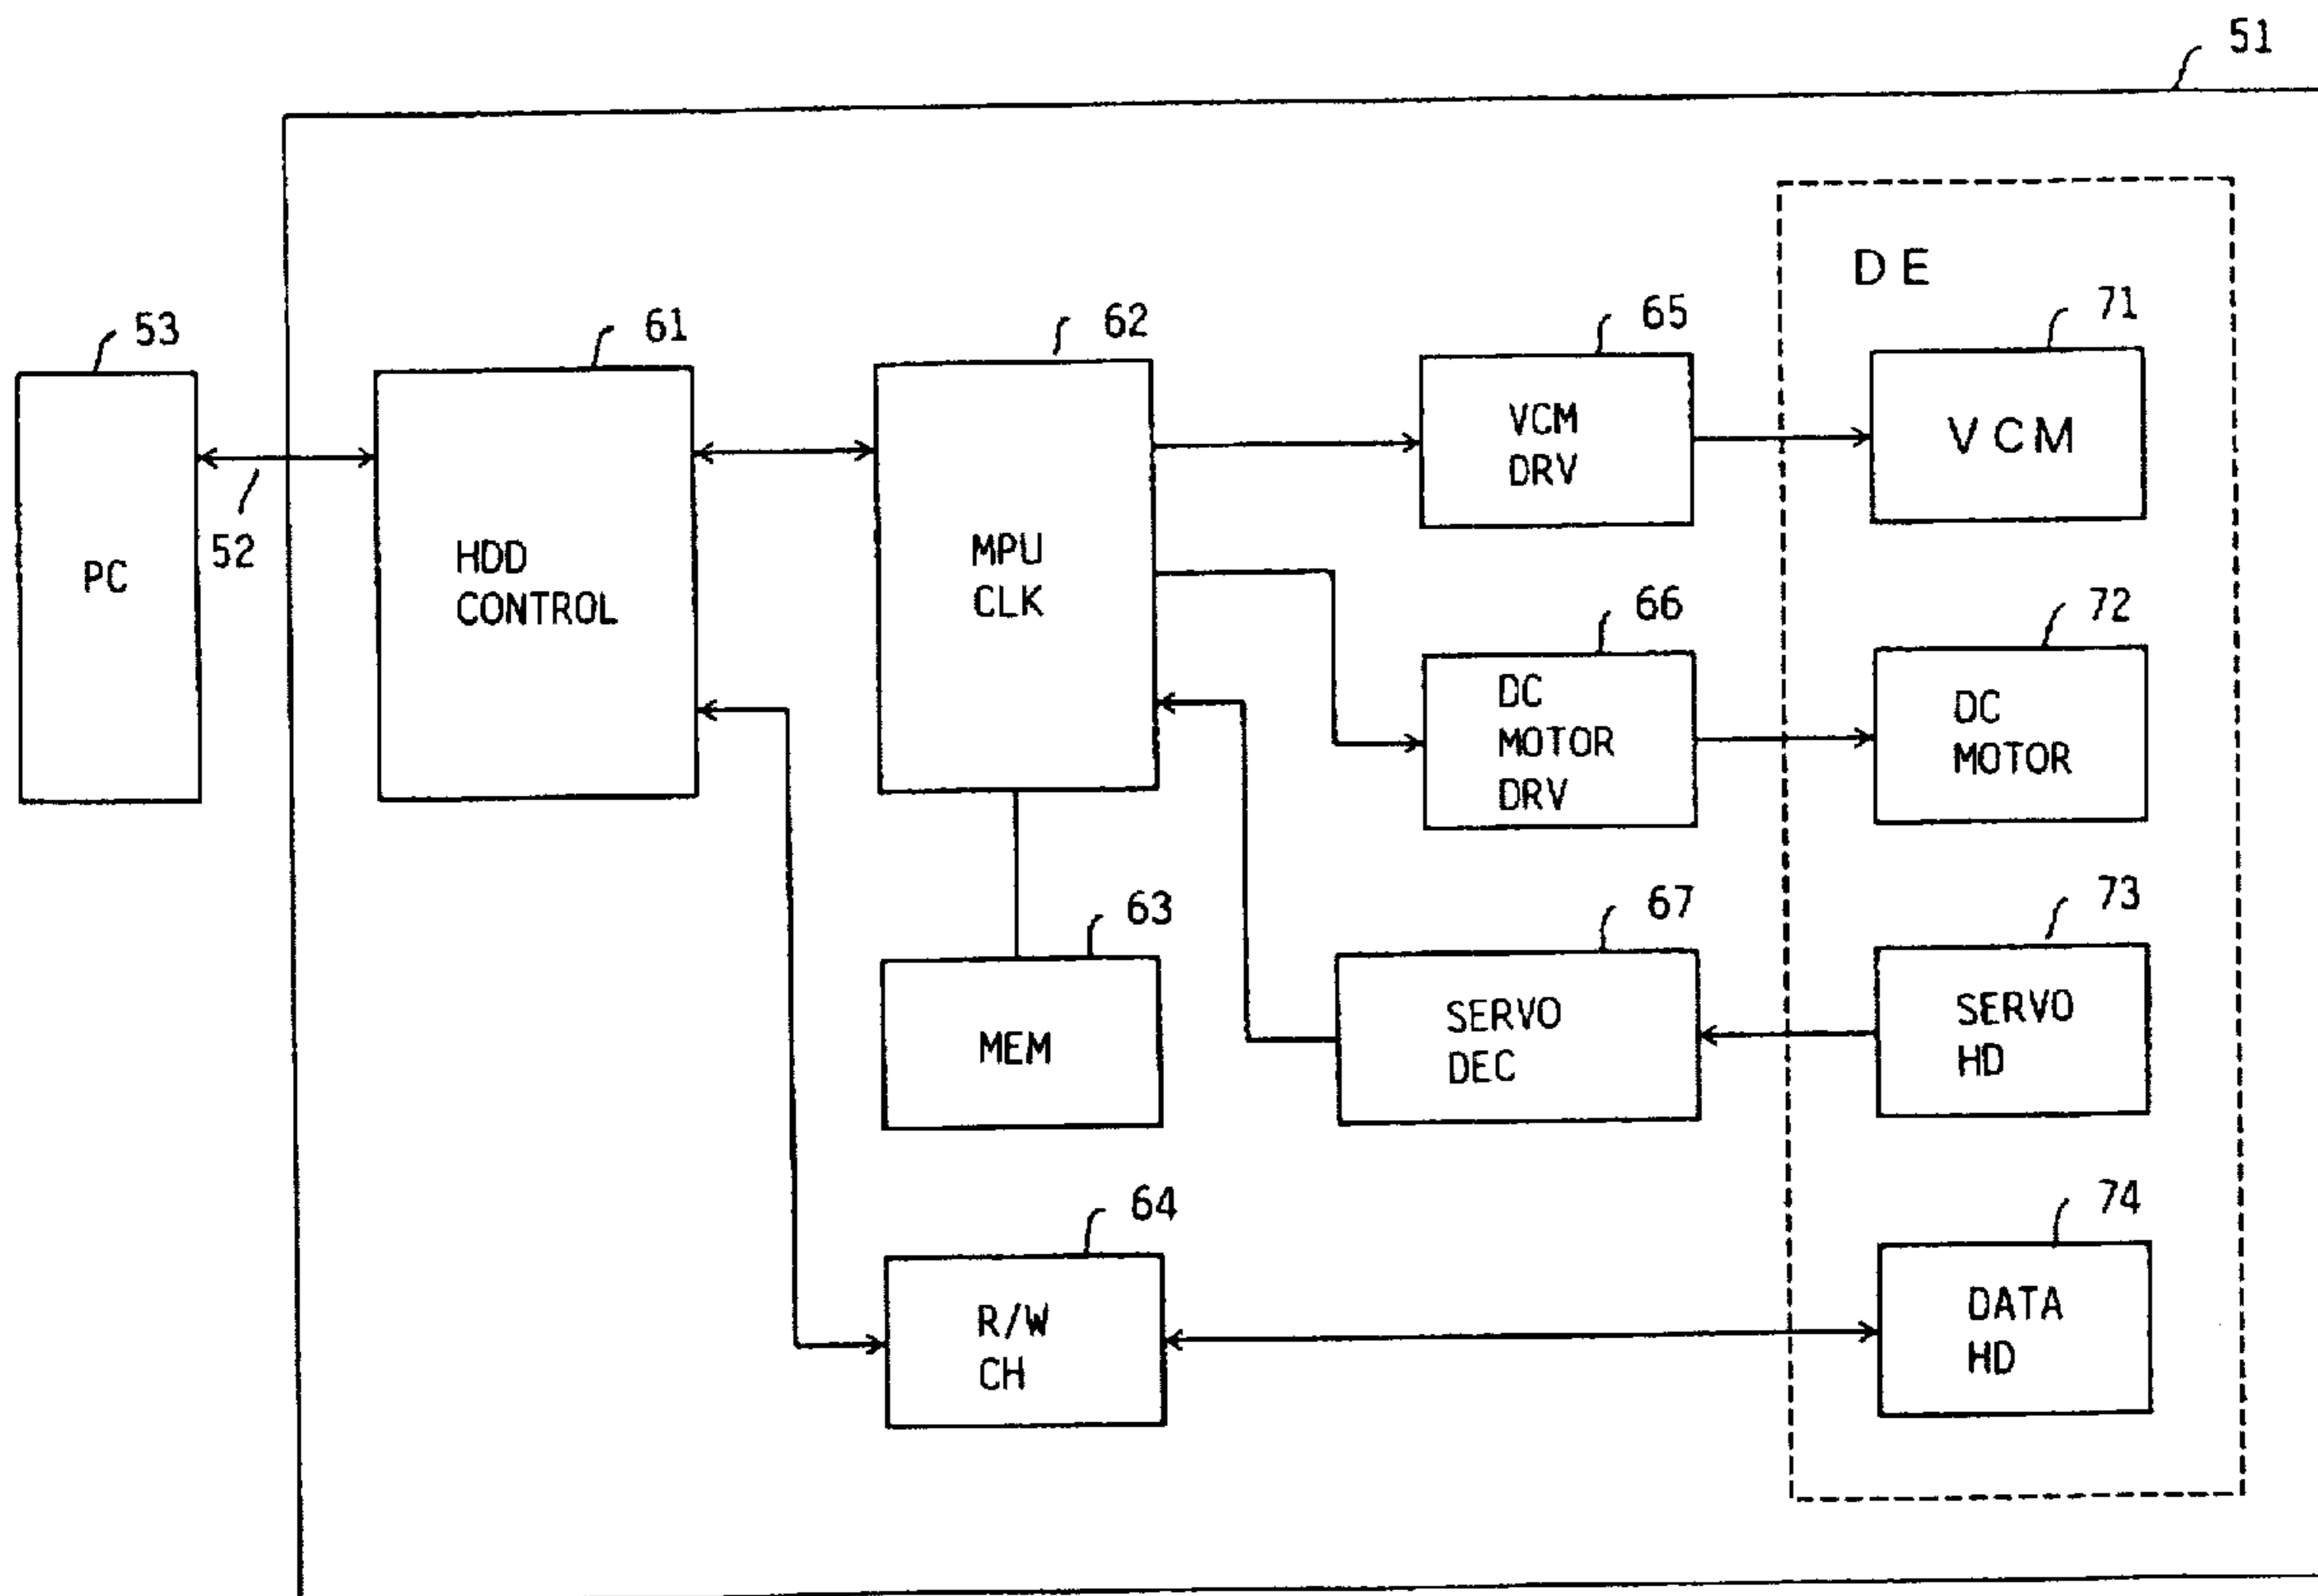 51
DE
53
61
62
65
71
PC
52
HDD
CONTROL
MPU
CLK
VCM
DRV
VCM
66
72
DC
MOTOR
DRV
DC
MOTOR
63
67
73
MEM
SERVO
DEC
SERVO
HD
64
74
R/W
CH
DATA
HD